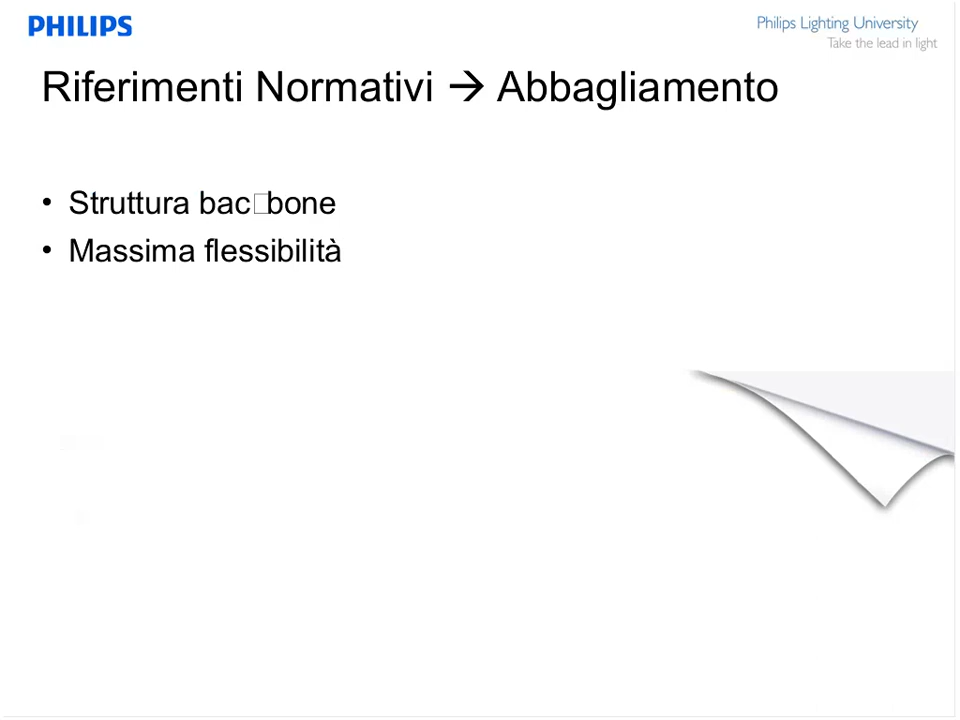 PHILIPS
Philips Lighting University
Take the lead in light
Riferimenti Normativi → Abbagliamento
• Struttura bac□bone
• Massima flessibilità